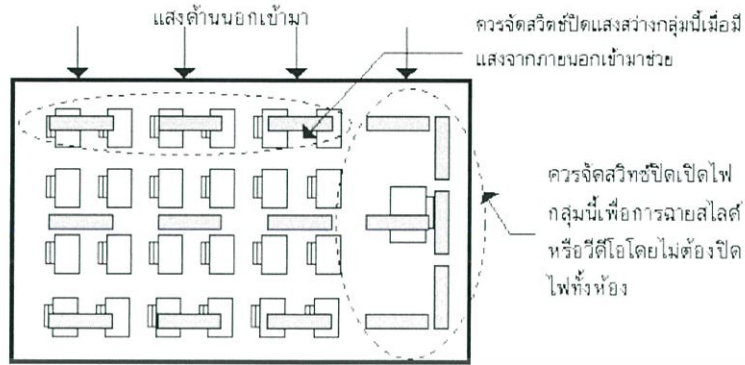 แสงด้านนอกเข้ามา
ควรจัดสวิตซ์ปิดแสงสว่างกลุ่มนี้เมื่อมี
แสงจากภายนอกเข้ามาช่วย
ควรจัดสวิทซ์ปิดเปิดไฟ
กลุ่มนี้เพื่อการฉายสไลด์
หรือวีดีโอโดยไม่ต้องปิด
ไฟทั้งห้อง